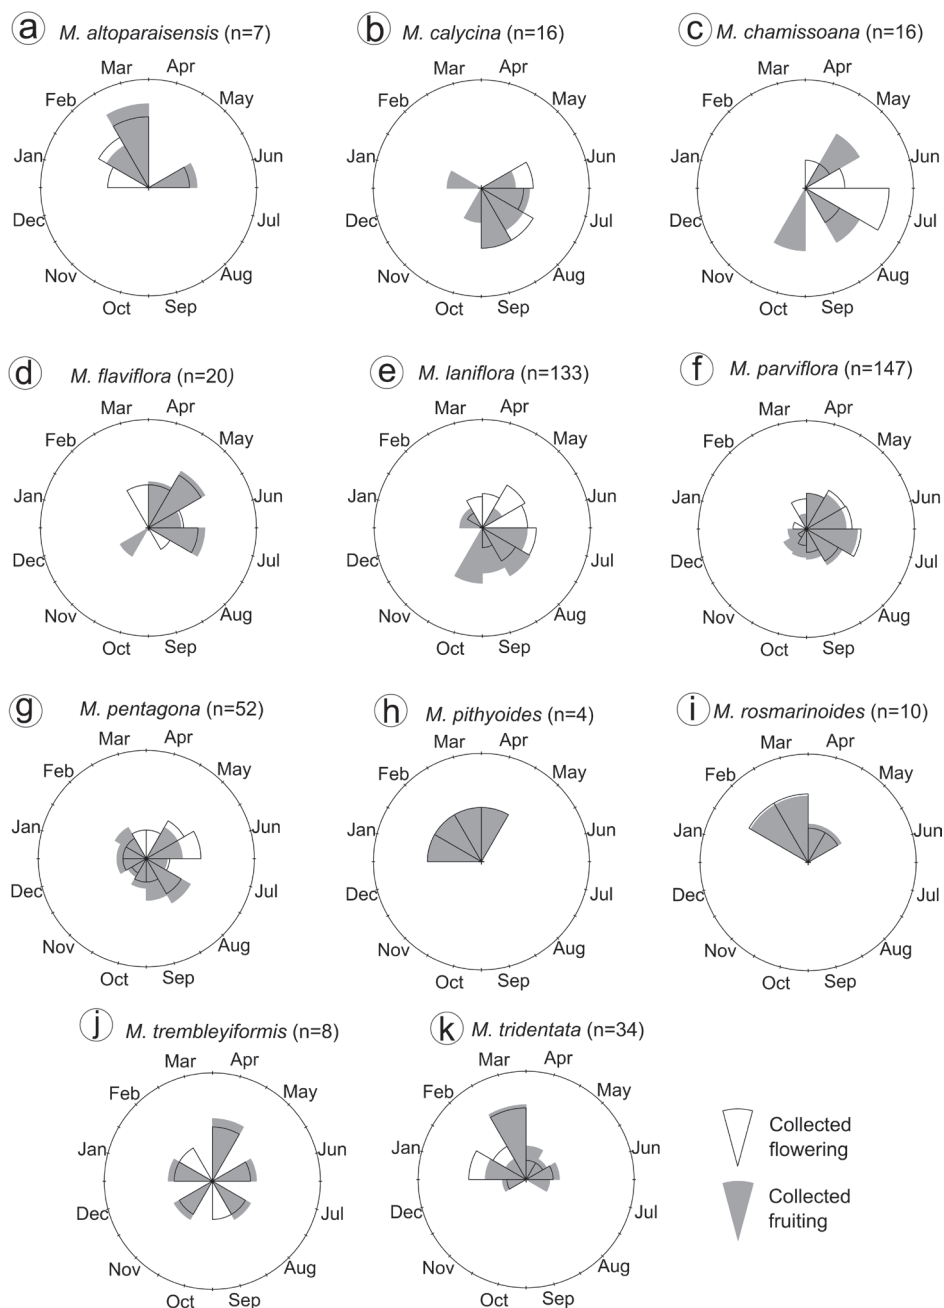 a M. altoparaisensis (n=7)
b M. calycina (n=16)
c M. chamissoana (n=16)
Mar Apr
Feb May
Jan Jun
Dec Jul
Nov Aug
Oct Sep
Mar Apr
Feb May
Jan Jun
Dec Jul
Nov Aug
Oct Sep
Mar Apr
Feb May
Jan Jun
Dec Jul
Nov Aug
Oct Sep
d M. flaviflora (n=20)
e M. laniflora (n=133)
f M. parviflora (n=147)
Mar Apr
Feb May
Jan Jun
Dec Jul
Nov Aug
Oct Sep
Mar Apr
Feb May
Jan Jun
Dec Jul
Nov Aug
Oct Sep
Mar Apr
Feb May
Jan Jun
Dec Jul
Nov Aug
Oct Sep
g M. pentagona (n=52)
h M. pithyoides (n=4)
i M. rosmarinoides (n=10)
Mar Apr
Feb May
Jan Jun
Dec Jul
Nov Aug
Oct Sep
Mar Apr
Feb May
Jan Jun
Dec Jul
Nov Aug
Oct Sep
Mar Apr
Feb May
Jan Jun
Dec Jul
Nov Aug
Oct Sep
j M. trembleyiformis (n=8)
k M. tridentata (n=34)
Mar Apr
Feb May
Jan Jun
Dec Jul
Nov Aug
Oct Sep
Mar Apr
Feb May
Jan Jun
Dec Jul
Nov Aug
Oct Sep
Collected
flowering
Collected
fruiting